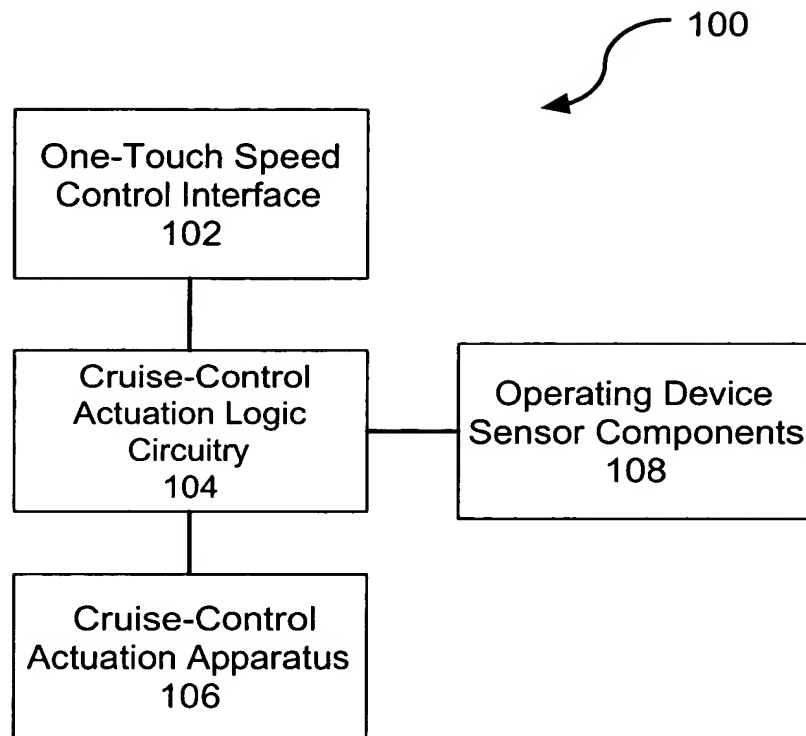 100
One-Touch Speed
Control Interface
102
Cruise-Control
Actuation Logic
Circuitry
104
Operating Device
Sensor Components
108
Cruise-Control
Actuation Apparatus
106